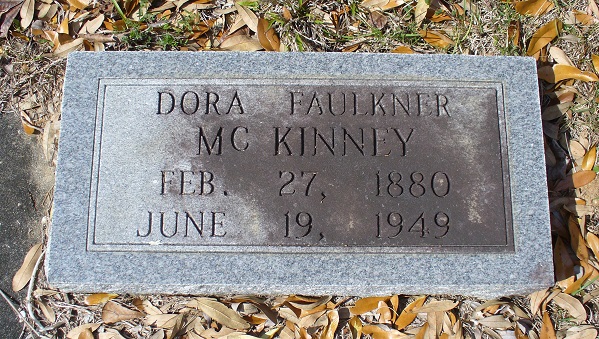 DORA FAULKNER
MC KINNEY
FEB. 27, 1880
JUNE 19, 1949